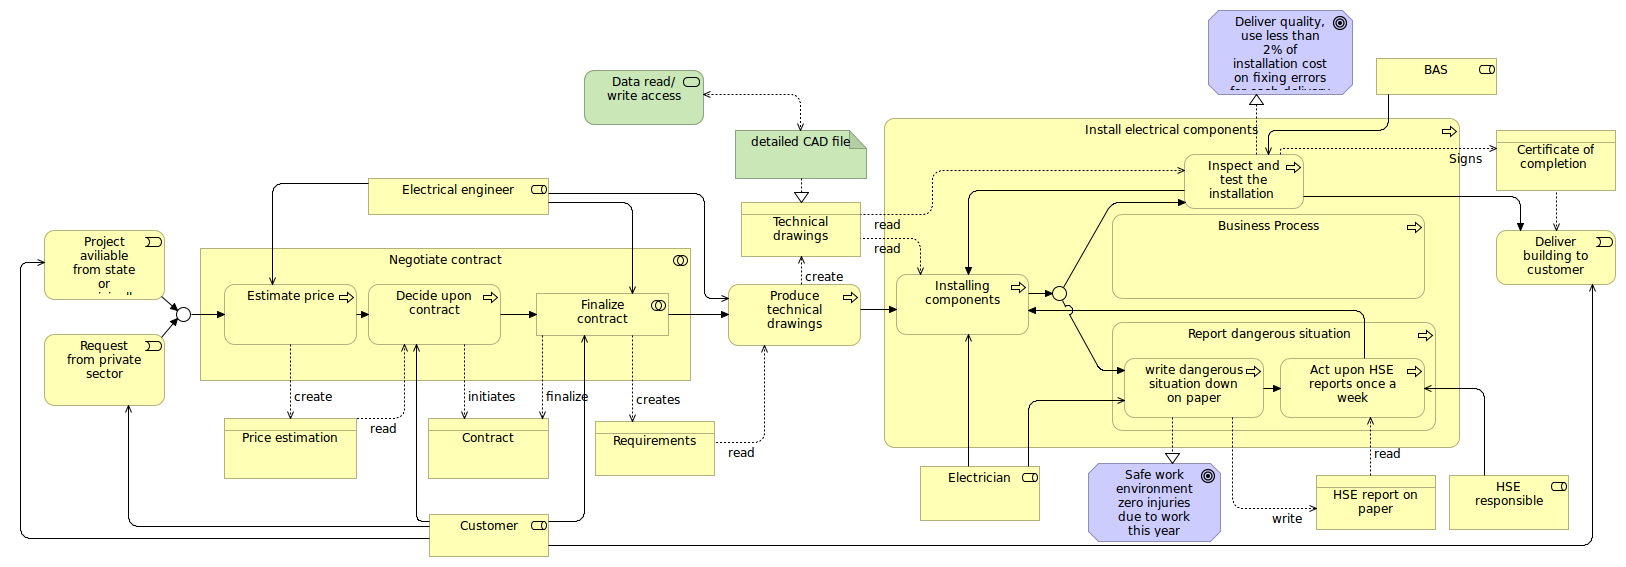 Deliver quality,
use less than
2% of
installation cost
on fixing errors
for each delivery
BAS
Data read/
write access
detailed CAD file
Install electrical components
Inspect and
test the
installation
Signs
Certificate of
completion
Electrical engineer
Technical
drawings
read
read
Business Process
Project
aviliable
from state
or
Negotiate contract
Deliver
building to
customer
create
Estimate price
Decide upon
contract
Finalize
contract
Produce
technical
drawings
Installing
components
Request
from private
sector
Report dangerous situation
write dangerous
situation down
on paper
Act upon HSE
reports once a
week
create
initiates
finalize
creates
read
Price estimation
Contract
Requirements
read
read
Electrician
Safe work
environment
zero injuries
due to work
this year
HSE report on
paper
HSE
responsible
write
Customer